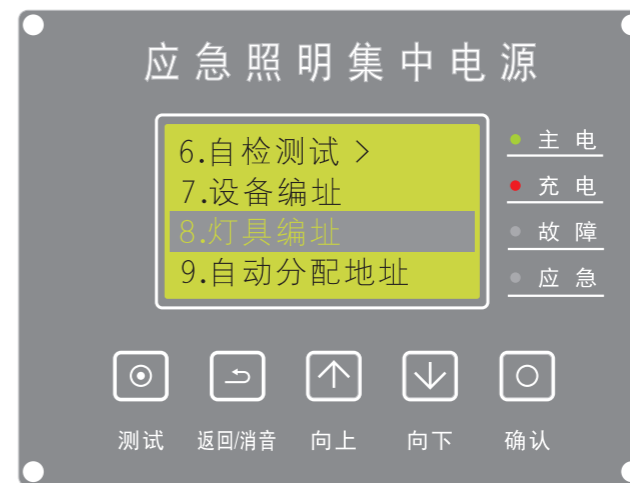 应急照明集中电源
6.自检测试 >
7.设备编址
8.灯具编址
9.自动分配地址
主电
充电
故障
应急
测试 返回/消音 向上 向下 确认